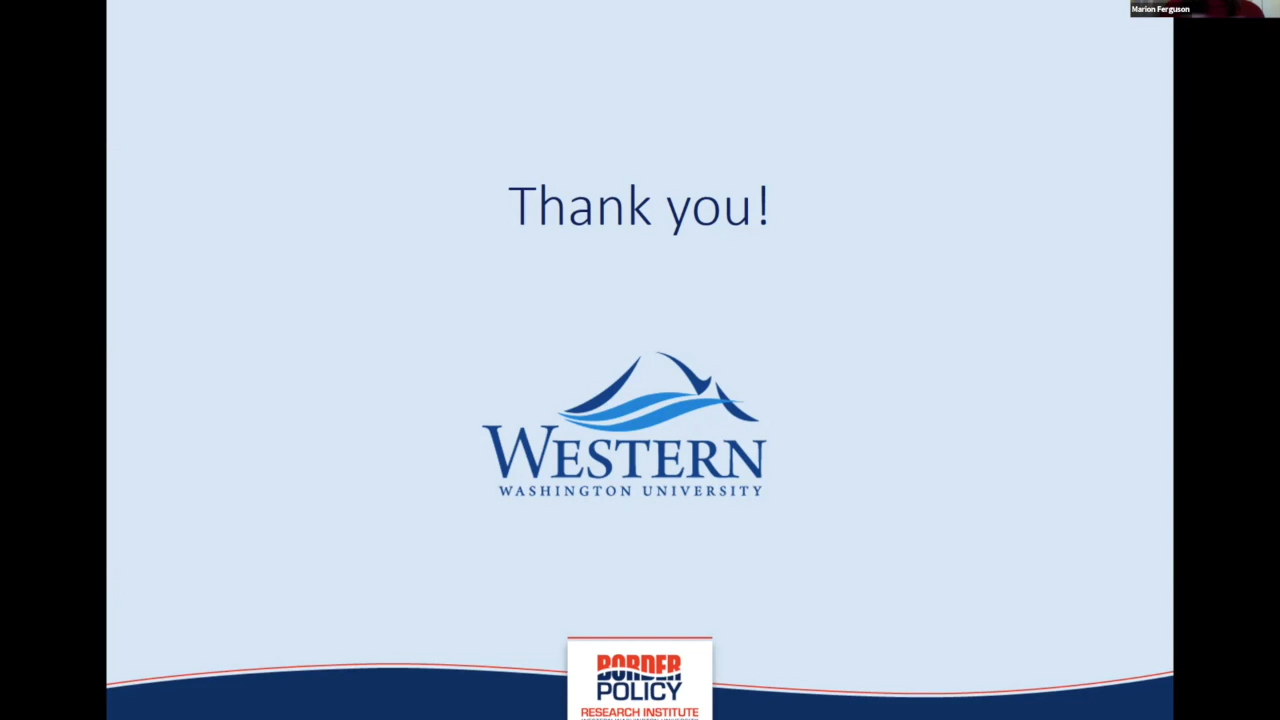 Marion Ferguson
Thank you!
WESTERN
WASHINGTON UNIVERSITY
BORDER
POLICY
RESEARCH INSTITUTE